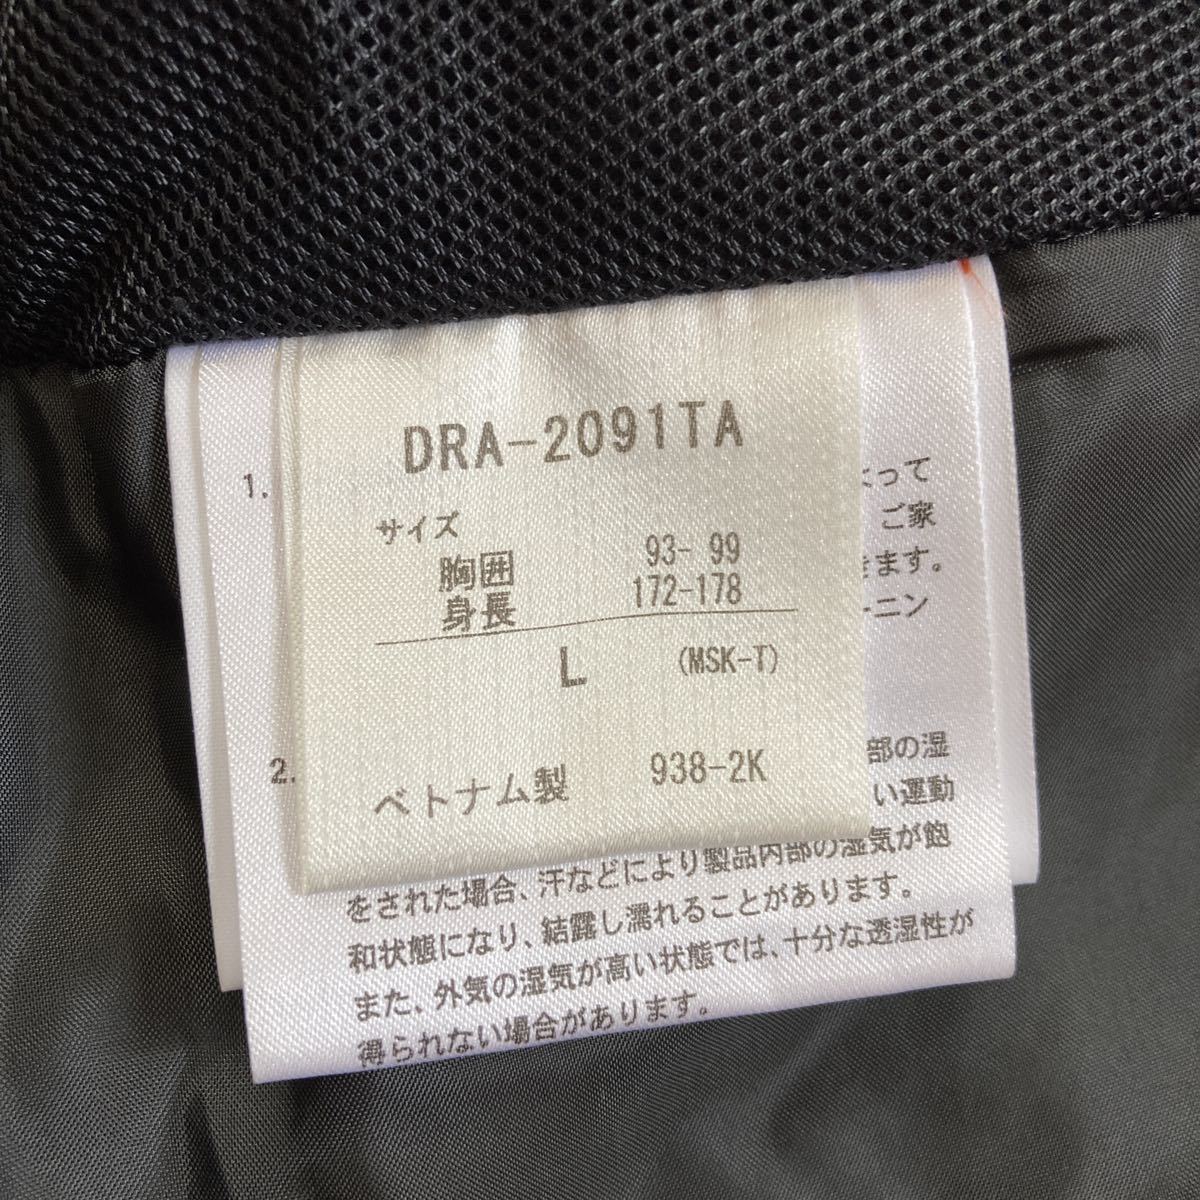 DRA-2091TA
サイズ
胸囲 93- 99
身長 172-178
L (MSK-T)
ベトナム製 938-2K
1.
よって
ご家
きます。
ーニン
2.
部の湿
い運動
をされた場合、汗などにより製品内部の湿気が飽
和状態になり、結露し濡れることがあります。
また、外気の湿気が高い状態では、十分な透湿性が
得られない場合があります。